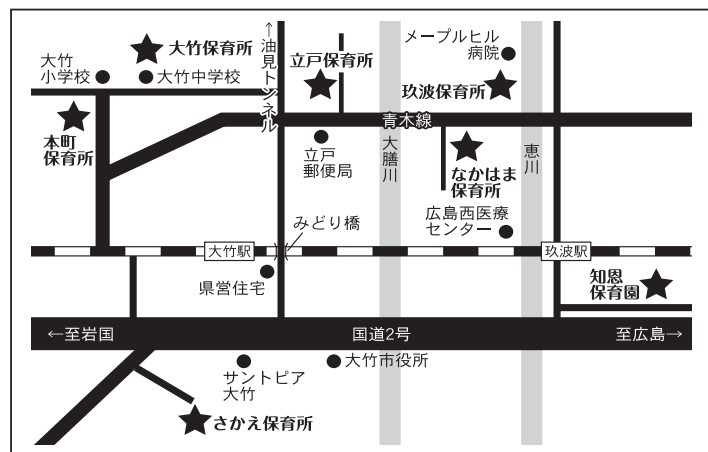 大竹保育所
大竹
小学校
大竹中学校
←油見トンネル
立戸保育所
メープルヒル
病院
玖波保育所
本町
保育所
青木線
立戸
郵便局
大膳川
なかはま
保育所
恵川
広島西医療
センター
みどり橋
大竹駅
玖波駅
県営住宅
知恩
保育園
←至岩国
国道2号
至広島→
サントピア
大竹
大竹市役所
さかえ保育所